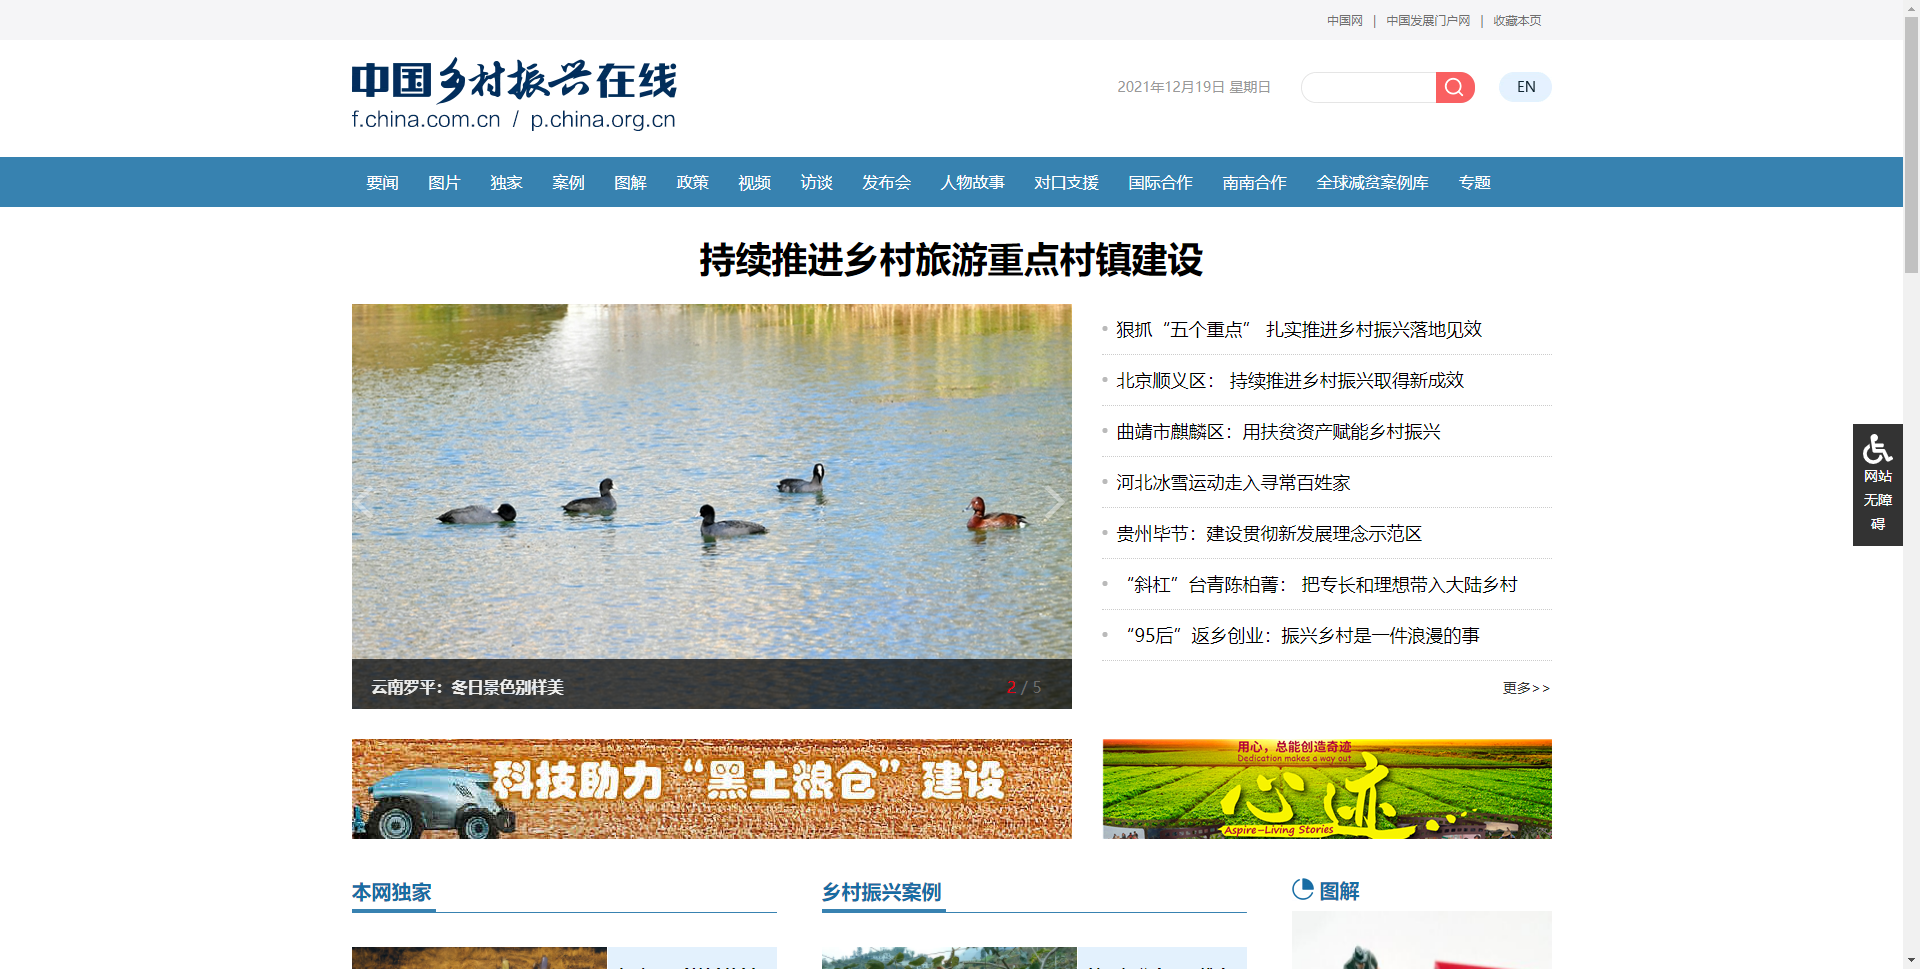 中国网 | 中国发展门户网 | 收藏本页
中国乡村振兴在线
f.china.com.cn / p.china.org.cn
2021年12月19日 星期日
EN
要闻 图片 独家 案例 图解 政策 视频 访谈 发布会 人物故事 对口支援 国际合作 南南合作 全球减贫案例库 专题
持续推进乡村旅游重点村镇建设
狠抓“五个重点” 扎实推进乡村振兴落地见效
北京顺义区： 持续推进乡村振兴取得新成效
曲靖市麒麟区：用扶贫资产赋能乡村振兴
河北冰雪运动走入寻常百姓家
贵州毕节：建设贯彻新发展理念示范区
“斜杠”台青陈柏菁： 把专长和理想带入大陆乡村
“95后”返乡创业：振兴乡村是一件浪漫的事
更多>>
云南罗平：冬日景色别样美
2 / 5
网站
无障
碍
科技助力“黑土粮仓”建设
用心，总能创造奇迹
Dedication makes a way out
心迹...
Aspire-Living Stories
本网独家
乡村振兴案例
图解